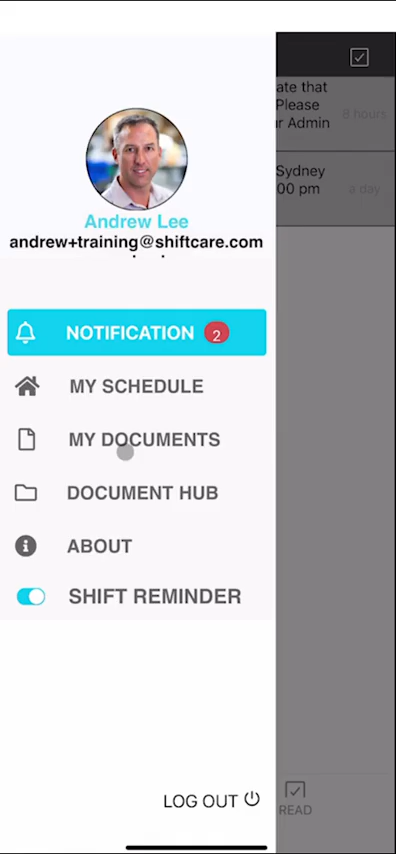 Andrew Lee
andrew+training@shiftcare.com
NOTIFICATION 2
MY SCHEDULE
MY DOCUMENTS
DOCUMENT HUB
ABOUT
SHIFT REMINDER
LOG OUT
ate that
Please
r Admin
8 hours
Sydney
00 pm
a day
READ